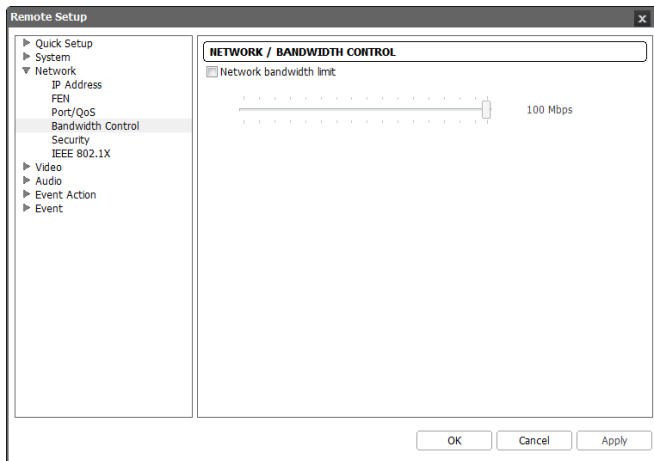 Remote Setup
x
Quick Setup
System
Network
IP Address
FEN
Port/QoS
Bandwidth Control
Security
IEEE 802.1X
Video
Audio
Event Action
Event
NETWORK / BANDWIDTH CONTROL
Network bandwidth limit
100 Mbps
OK
Cancel
Apply